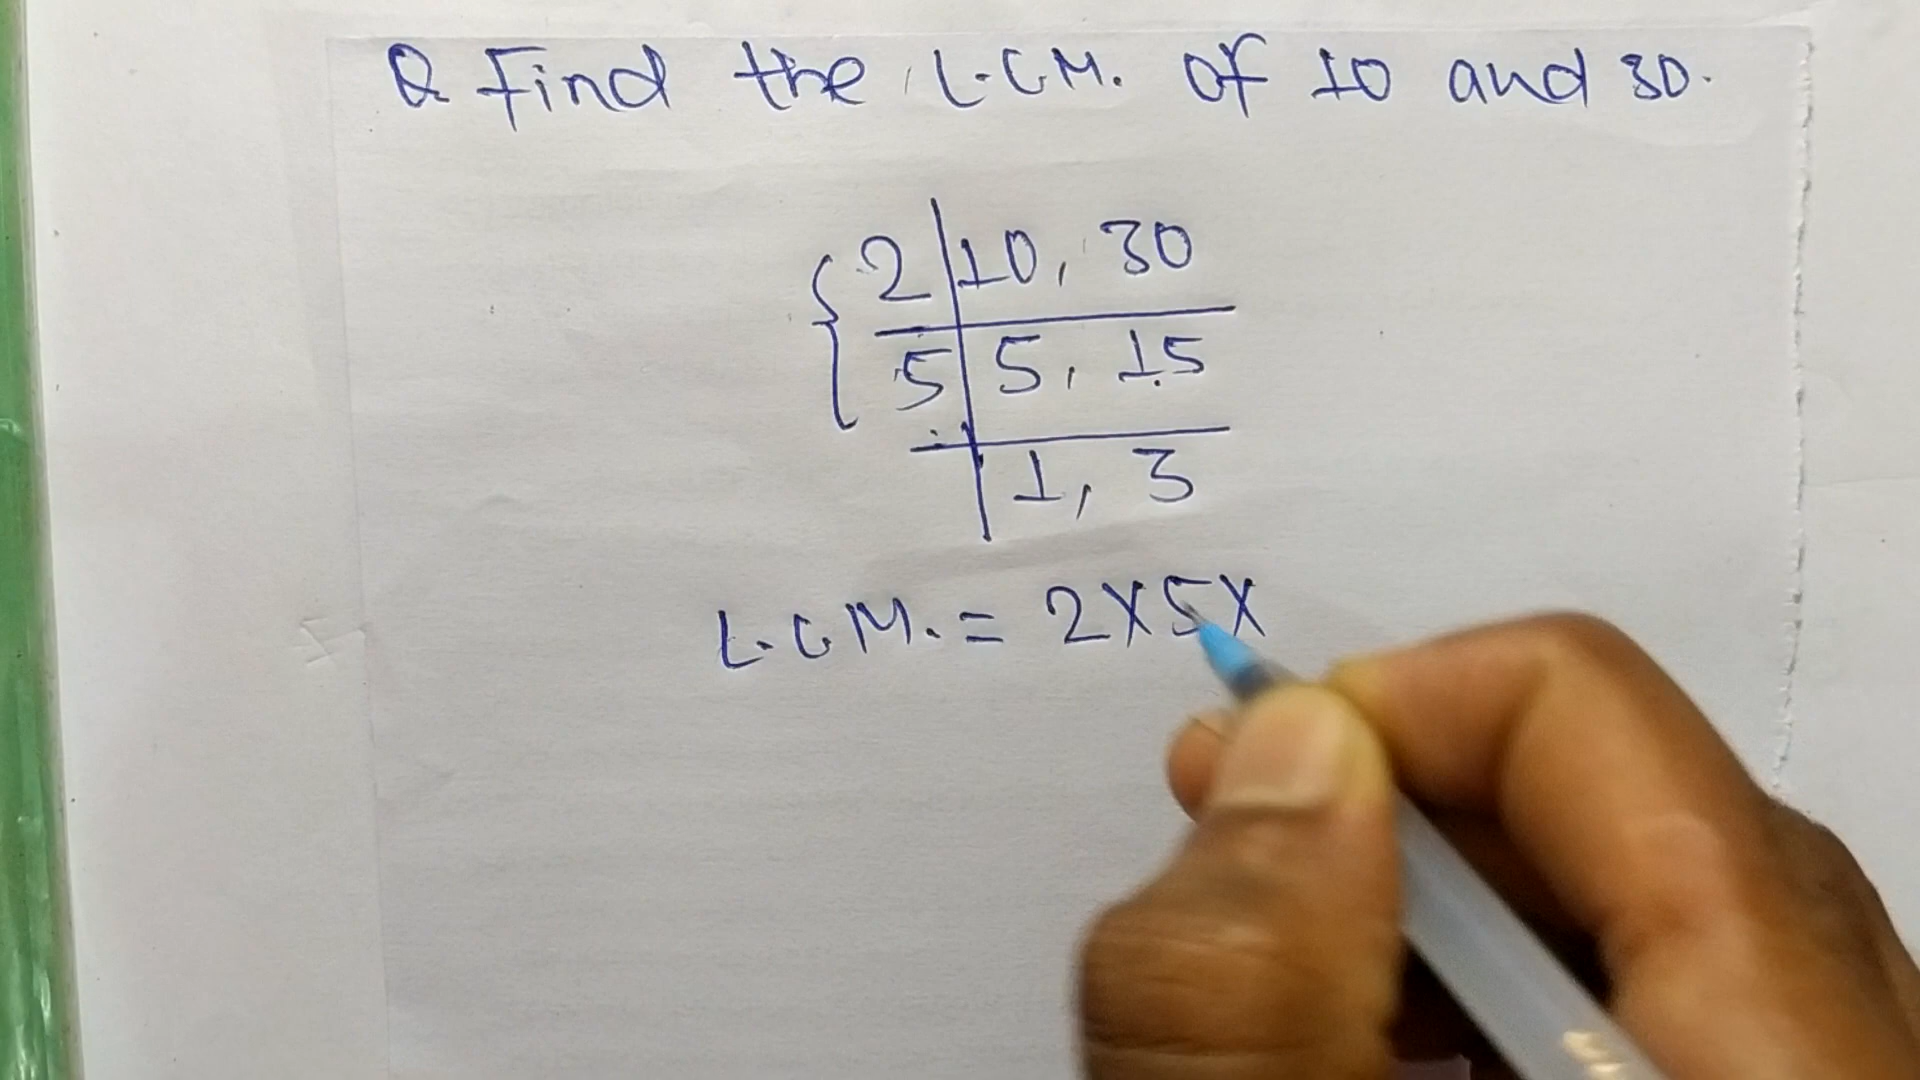 Q Find the L.C.M. of 10 and 30.
2 10, 30
5 5, 15
1, 3
L.C.M. = 2×5×